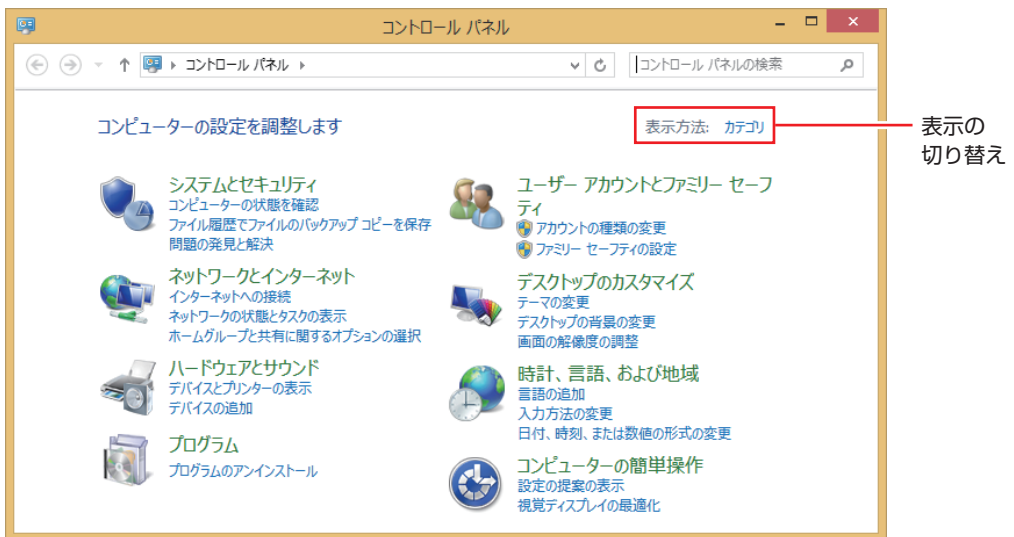 コントロール パネル
コントロール パネル
コントロール パネルの検索
コンピューターの設定を調整します
表示方法: カテゴリ
表示の
切り替え
システムとセキュリティ
コンピューターの状態を確認
ファイル履歴でファイルのバックアップ コピーを保存
問題の発見と解決
ネットワークとインターネット
インターネットへの接続
ネットワークの状態とタスクの表示
ホームグループと共有に関するオプションの選択
ハードウェアとサウンド
デバイスとプリンターの表示
デバイスの追加
プログラム
プログラムのアンインストール
ユーザー アカウントとファミリー セーフ
ティ
アカウントの種類の変更
ファミリー セーフティの設定
デスクトップのカスタマイズ
テーマの変更
デスクトップの背景の変更
画面の解像度の調整
時計、言語、および地域
言語の追加
入力方法の変更
日付、時刻、または数値の形式の変更
コンピューターの簡単操作
設定の提案の表示
視覚ディスプレイの最適化